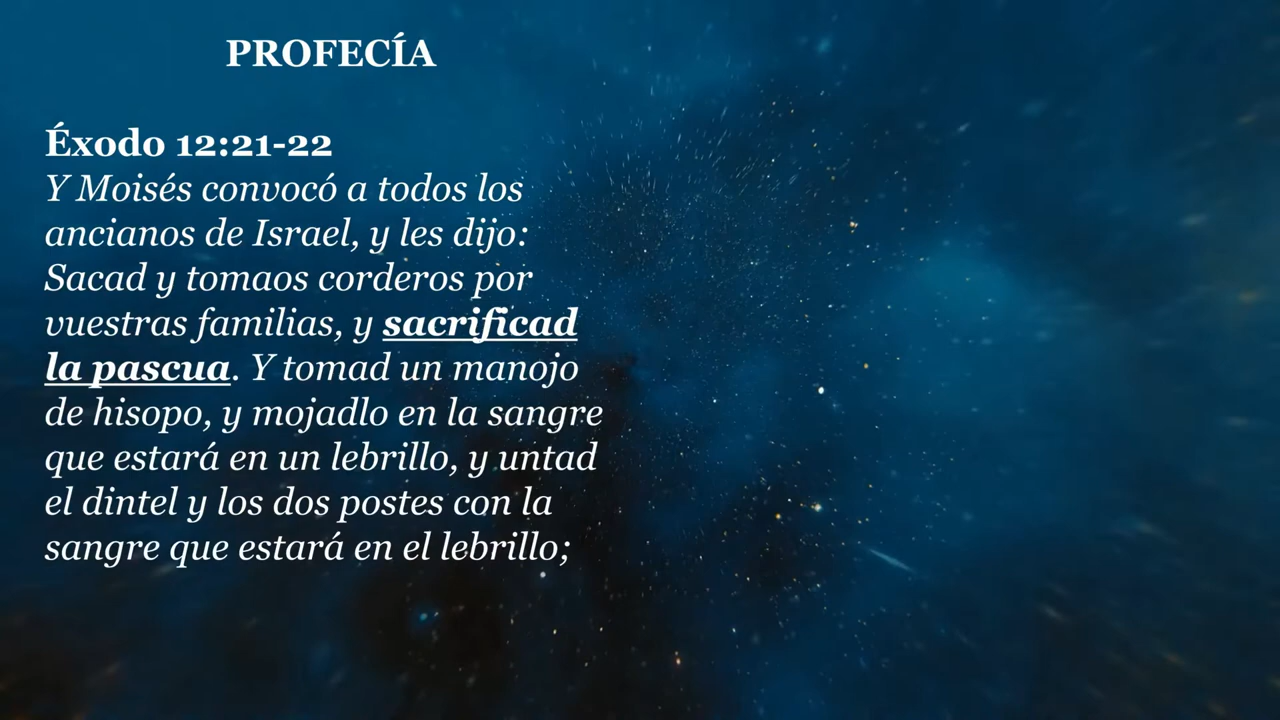 PROFECÍA
Éxodo 12:21-22
Y Moisés convocó a todos los
ancianos de Israel, y les dijo:
Sacad y tomaos corderos por
vuestras familias, y sacrificad
la pascua. Y tomad un manojo
de hisopo, y mojadlo en la sangre
que estará en un lebrillo, y untad
el dintel y los dos postes con la
sangre que estará en el lebrillo;